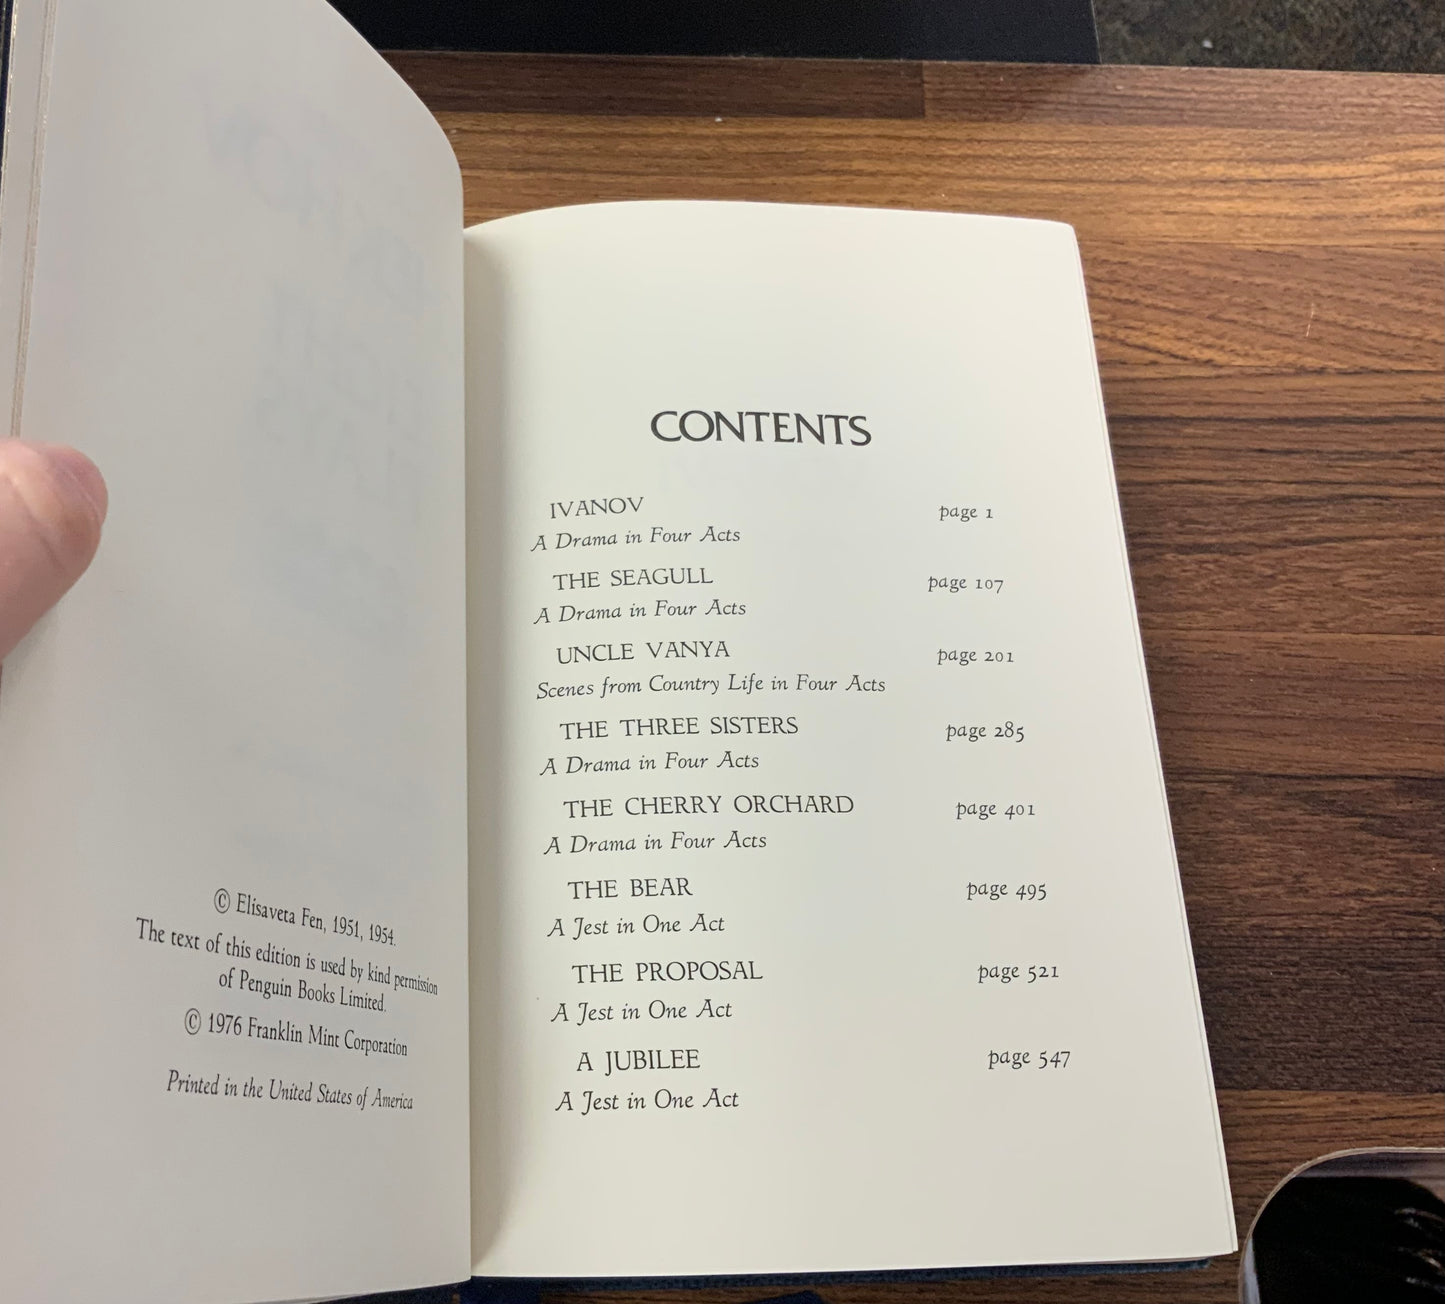 © Elisaveta Fen, 1951, 1954.
The text of this edition is used by kind permission
of Penguin Books Limited.
© 1976 Franklin Mint Corporation
Printed in the United States of America
CONTENTS
IVANOV page 1
A Drama in Four Acts
THE SEAGULL page 107
A Drama in Four Acts
UNCLE VANYA page 201
Scenes from Country Life in Four Acts
THE THREE SISTERS page 285
A Drama in Four Acts
THE CHERRY ORCHARD page 401
A Drama in Four Acts
THE BEAR page 495
A Jest in One Act
THE PROPOSAL page 521
A Jest in One Act
A JUBILEE page 547
A Jest in One Act